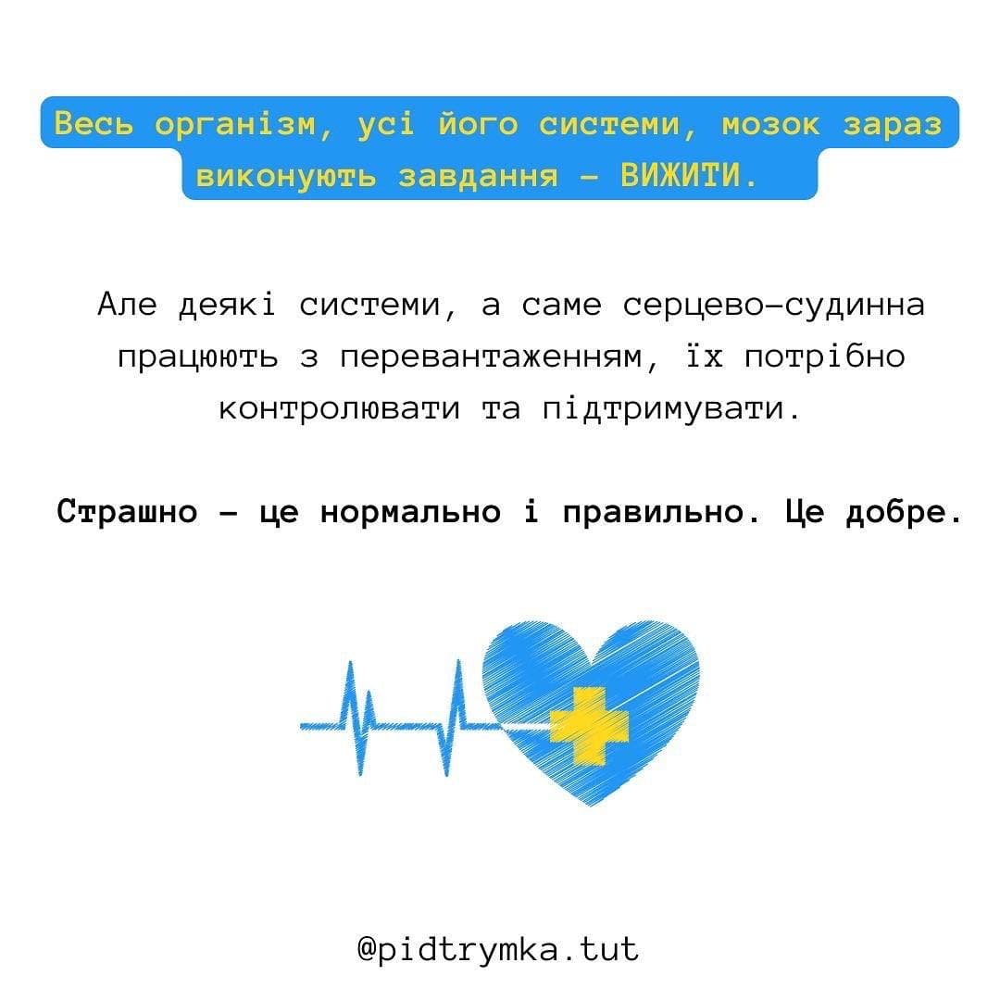 Весь організм, усі його системи, мозок зараз
виконують завдання – ВИЖИТИ.
Але деякі системи, а саме серцево-судинна
працюють з перевантаженням, їх потрібно
контролювати та підтримувати.
Страшно – це нормально і правильно. Це добре.
@pidtrymka.tut